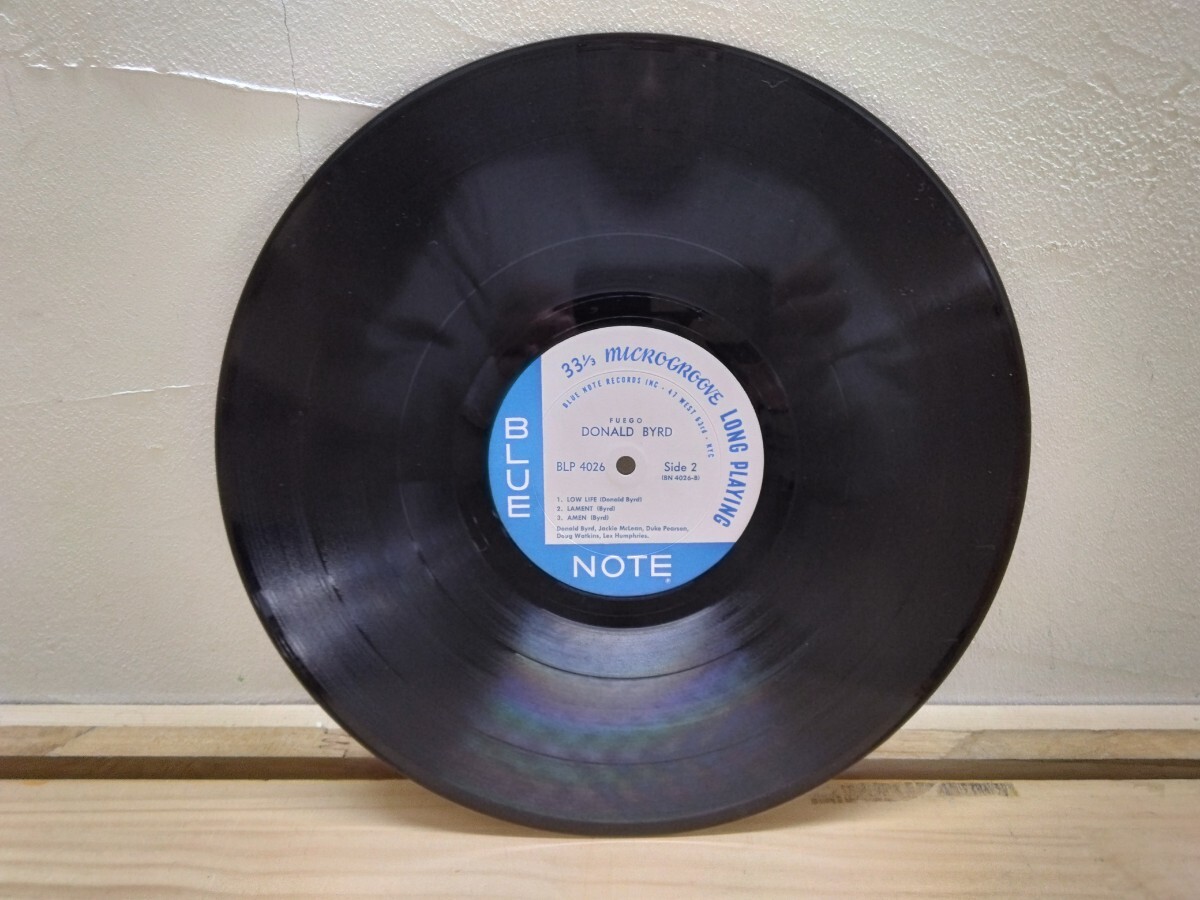 33⅓ MICROGROOVE LONG PLAYING
BLUE NOTE RECORDS INC • 47 WEST 63rd • NYC
FUEGO
DONALD BYRD
BLP 4026
Side 2
(BN 4026-B)
1. LOW LIFE (Donald Byrd)
2. LAMENT (Byrd)
3. AMEN (Byrd)
Donald Byrd, Jackie McLean, Duke Pearson,
Doug Watkins, Lex Humphries.
BLUE
NOTE®